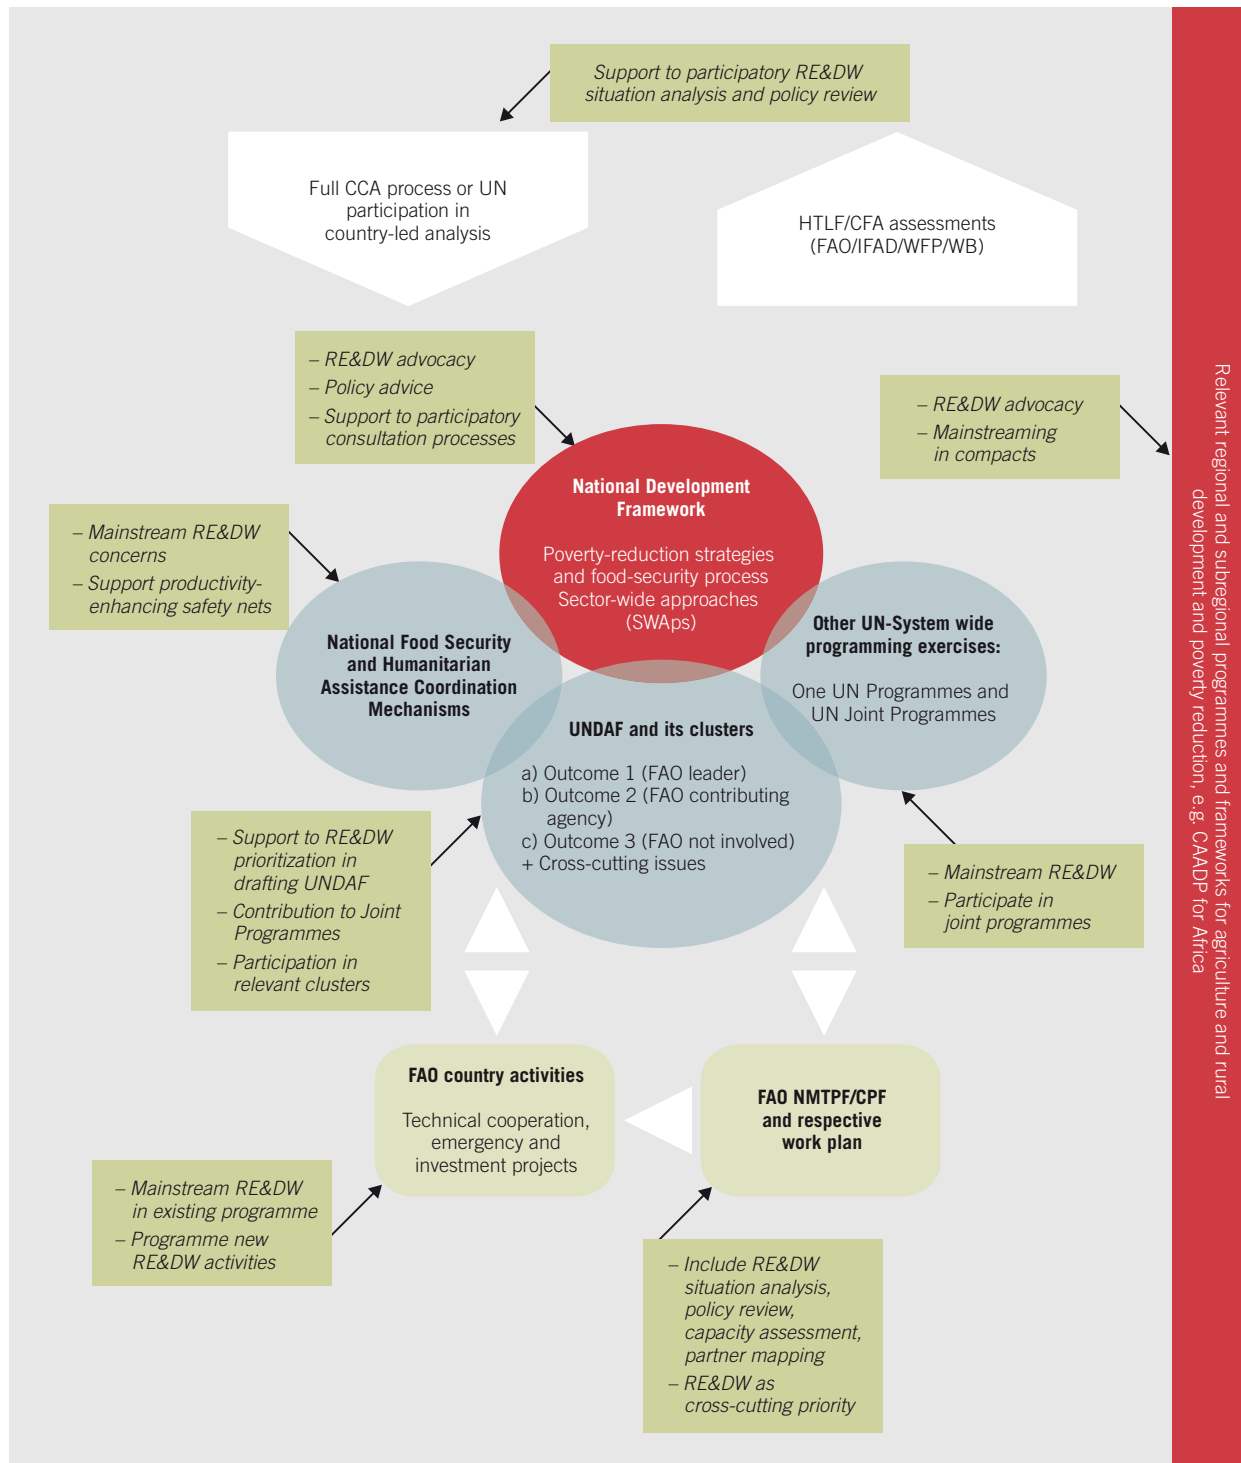 Support to participatory RE&DW
situation analysis and policy review
Full CCA process or UN
participation in
country-led analysis
HTLF/CFA assessments
(FAO/IFAD/WFP/WB)
– RE&DW advocacy
– Policy advice
– Support to participatory
consultation processes
– RE&DW advocacy
– Mainstreaming
in compacts
National Development
Framework
Poverty-reduction strategies
and food-security process
Sector-wide approaches
(SWAps)
– Mainstream RE&DW
concerns
– Support productivity-
enhancing safety nets
National Food Security
and Humanitarian
Assistance Coordination
Mechanisms
Other UN-System wide
programming exercises:
One UN Programmes and
UN Joint Programmes
UNDAF and its clusters
a) Outcome 1 (FAO leader)
b) Outcome 2 (FAO contributing
agency)
c) Outcome 3 (FAO not involved)
+ Cross-cutting issues
– Support to RE&DW
prioritization in
drafting UNDAF
– Contribution to Joint
Programmes
– Participation in
relevant clusters
– Mainstream RE&DW
– Participate in
joint programmes
FAO country activities
Technical cooperation,
emergency and
investment projects
FAO NMTPF/CPF
and respective
work plan
– Mainstream RE&DW
in existing programme
– Programme new
RE&DW activities
– Include RE&DW
situation analysis,
policy review,
capacity assessment,
partner mapping
– RE&DW as
cross-cutting priority
Relevant regional and subregional programmes and frameworks for agriculture and rural
development and poverty reduction, e.g. CAADP for Africa